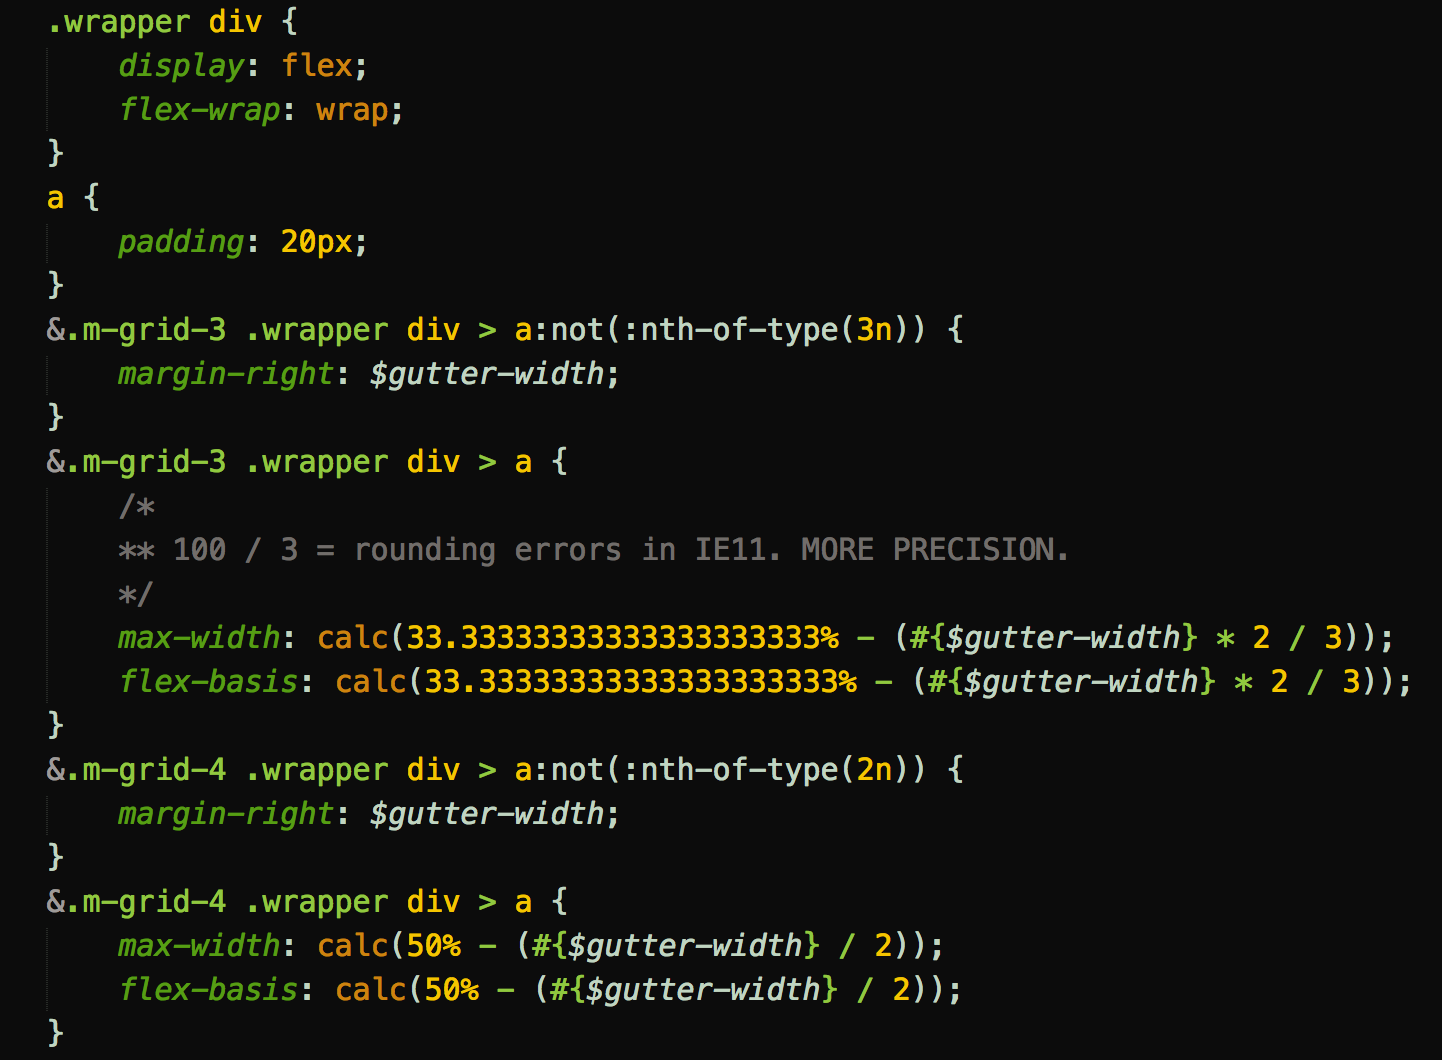 .wrapper div {
    display: flex;
    flex-wrap: wrap;
}
a {
    padding: 20px;
}
&.m-grid-3 .wrapper div > a:not(:nth-of-type(3n)) {
    margin-right: $gutter-width;
}
&.m-grid-3 .wrapper div > a {
    /*
    ** 100 / 3 = rounding errors in IE11. MORE PRECISION.
    */
    max-width: calc(33.33333333333333333333% - (#{$gutter-width} * 2 / 3));
    flex-basis: calc(33.33333333333333333333% - (#{$gutter-width} * 2 / 3));
}
&.m-grid-4 .wrapper div > a:not(:nth-of-type(2n)) {
    margin-right: $gutter-width;
}
&.m-grid-4 .wrapper div > a {
    max-width: calc(50% - (#{$gutter-width} / 2));
    flex-basis: calc(50% - (#{$gutter-width} / 2));
}